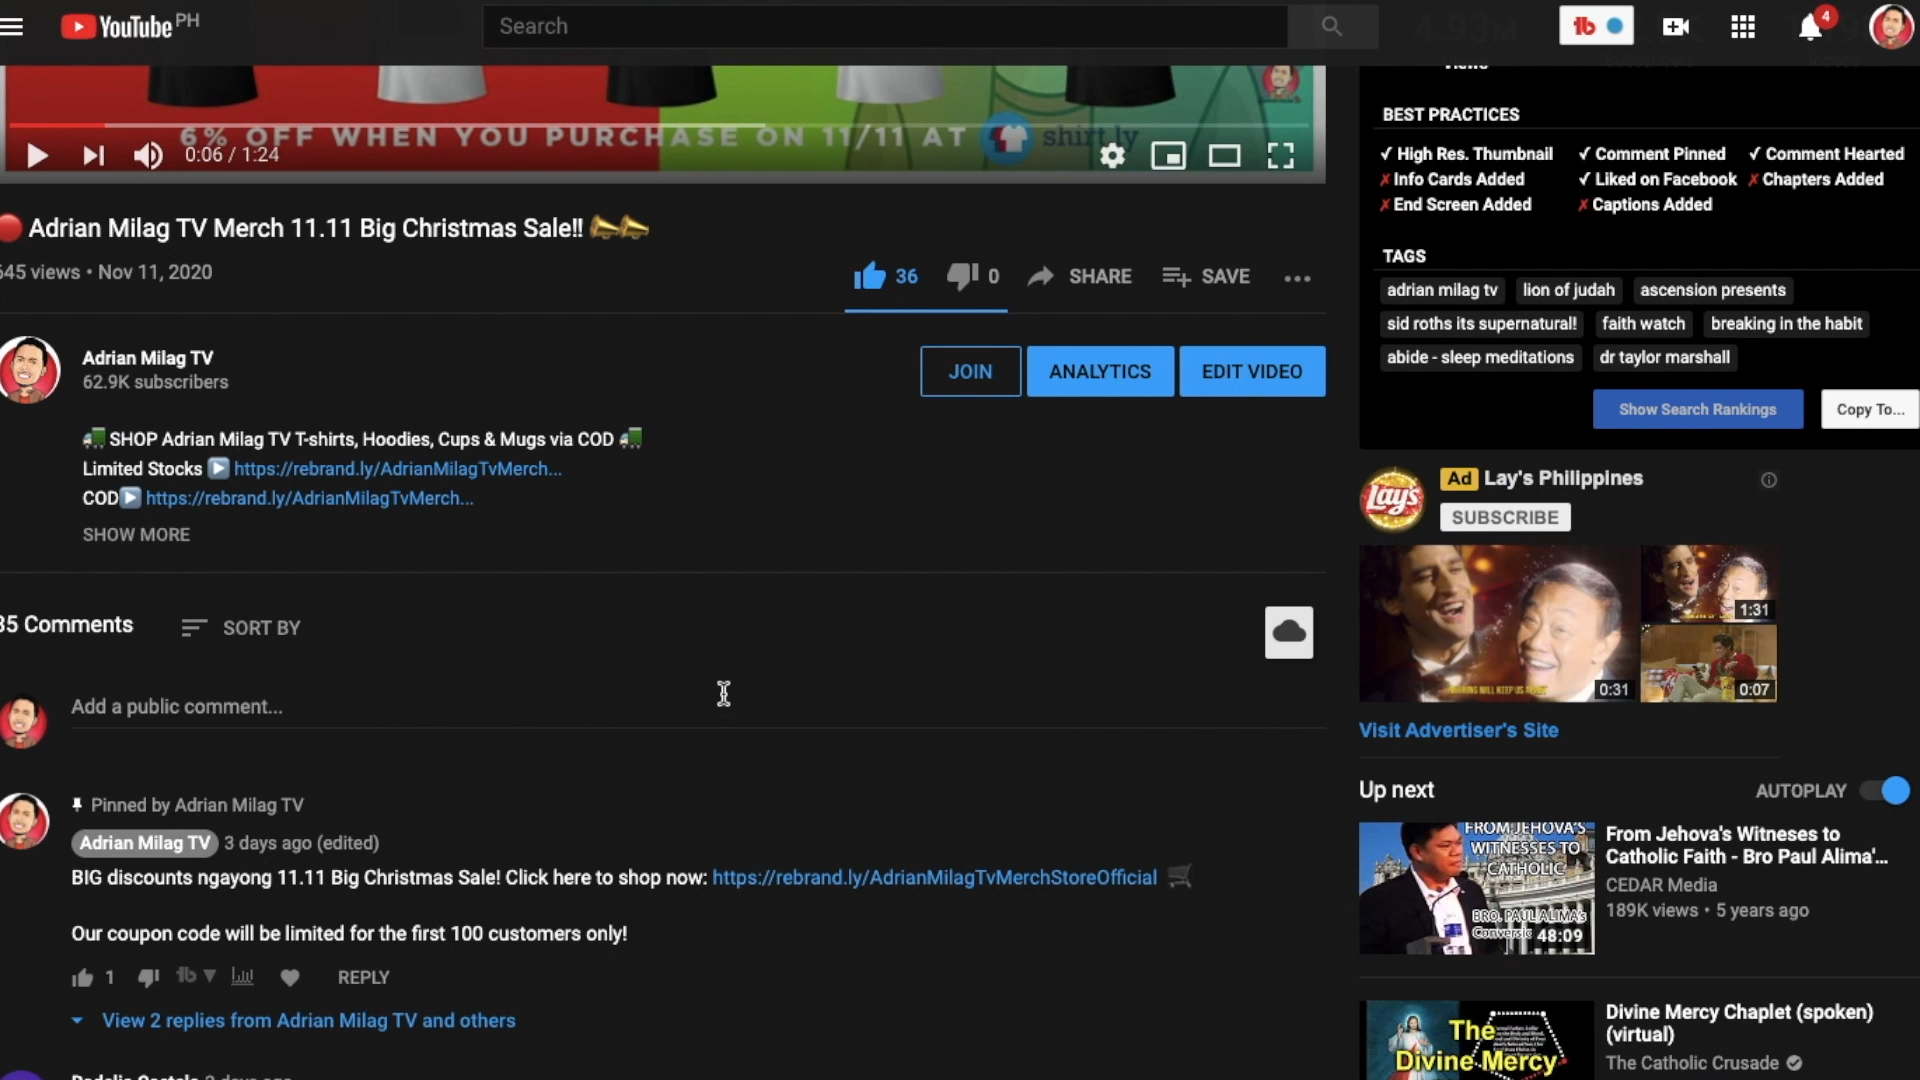 YouTube PH
Search
4
6% OFF WHEN YOU PURCHASE ON 11/11 AT shirt.ly
0:06 / 1:24
Adrian Milag TV Merch 11.11 Big Christmas Sale!!
645 views • Nov 11, 2020
36
0
SHARE
SAVE
Adrian Milag TV
62.9K subscribers
JOIN
ANALYTICS
EDIT VIDEO
SHOP Adrian Milag TV T-shirts, Hoodies, Cups & Mugs via COD
Limited Stocks https://rebrand.ly/AdrianMilagTvMerch...
COD https://rebrand.ly/AdrianMilagTvMerch...
SHOW MORE
35 Comments
SORT BY
Add a public comment...
Pinned by Adrian Milag TV
Adrian Milag TV 3 days ago (edited)
BIG discounts ngayong 11.11 Big Christmas Sale! Click here to shop now: https://rebrand.ly/AdrianMilagTvMerchStoreOfficial
Our coupon code will be limited for the first 100 customers only!
1
REPLY
View 2 replies from Adrian Milag TV and others
BEST PRACTICES
✓ High Res. Thumbnail ✓ Comment Pinned ✓ Comment Hearted
✗ Info Cards Added ✓ Liked on Facebook ✗ Chapters Added
✗ End Screen Added ✗ Captions Added
TAGS
adrian milag tv lion of judah ascension presents
sid roths its supernatural! faith watch breaking in the habit
abide - sleep meditations dr taylor marshall
Show Search Rankings
Copy To...
Lay's
Ad Lay's Philippines
SUBSCRIBE
0:31
1:31
0:07
Visit Advertiser's Site
Up next
AUTOPLAY
FROM JEHOVA'S
WITNESSES TO
CATHOLIC
BRO. PAUL ALIMA's
48:09
From Jehova's Witneses to
Catholic Faith - Bro Paul Alima'...
CEDAR Media
189K views • 5 years ago
The
Divine Mercy
Divine Mercy Chaplet (spoken)
(virtual)
The Catholic Crusade